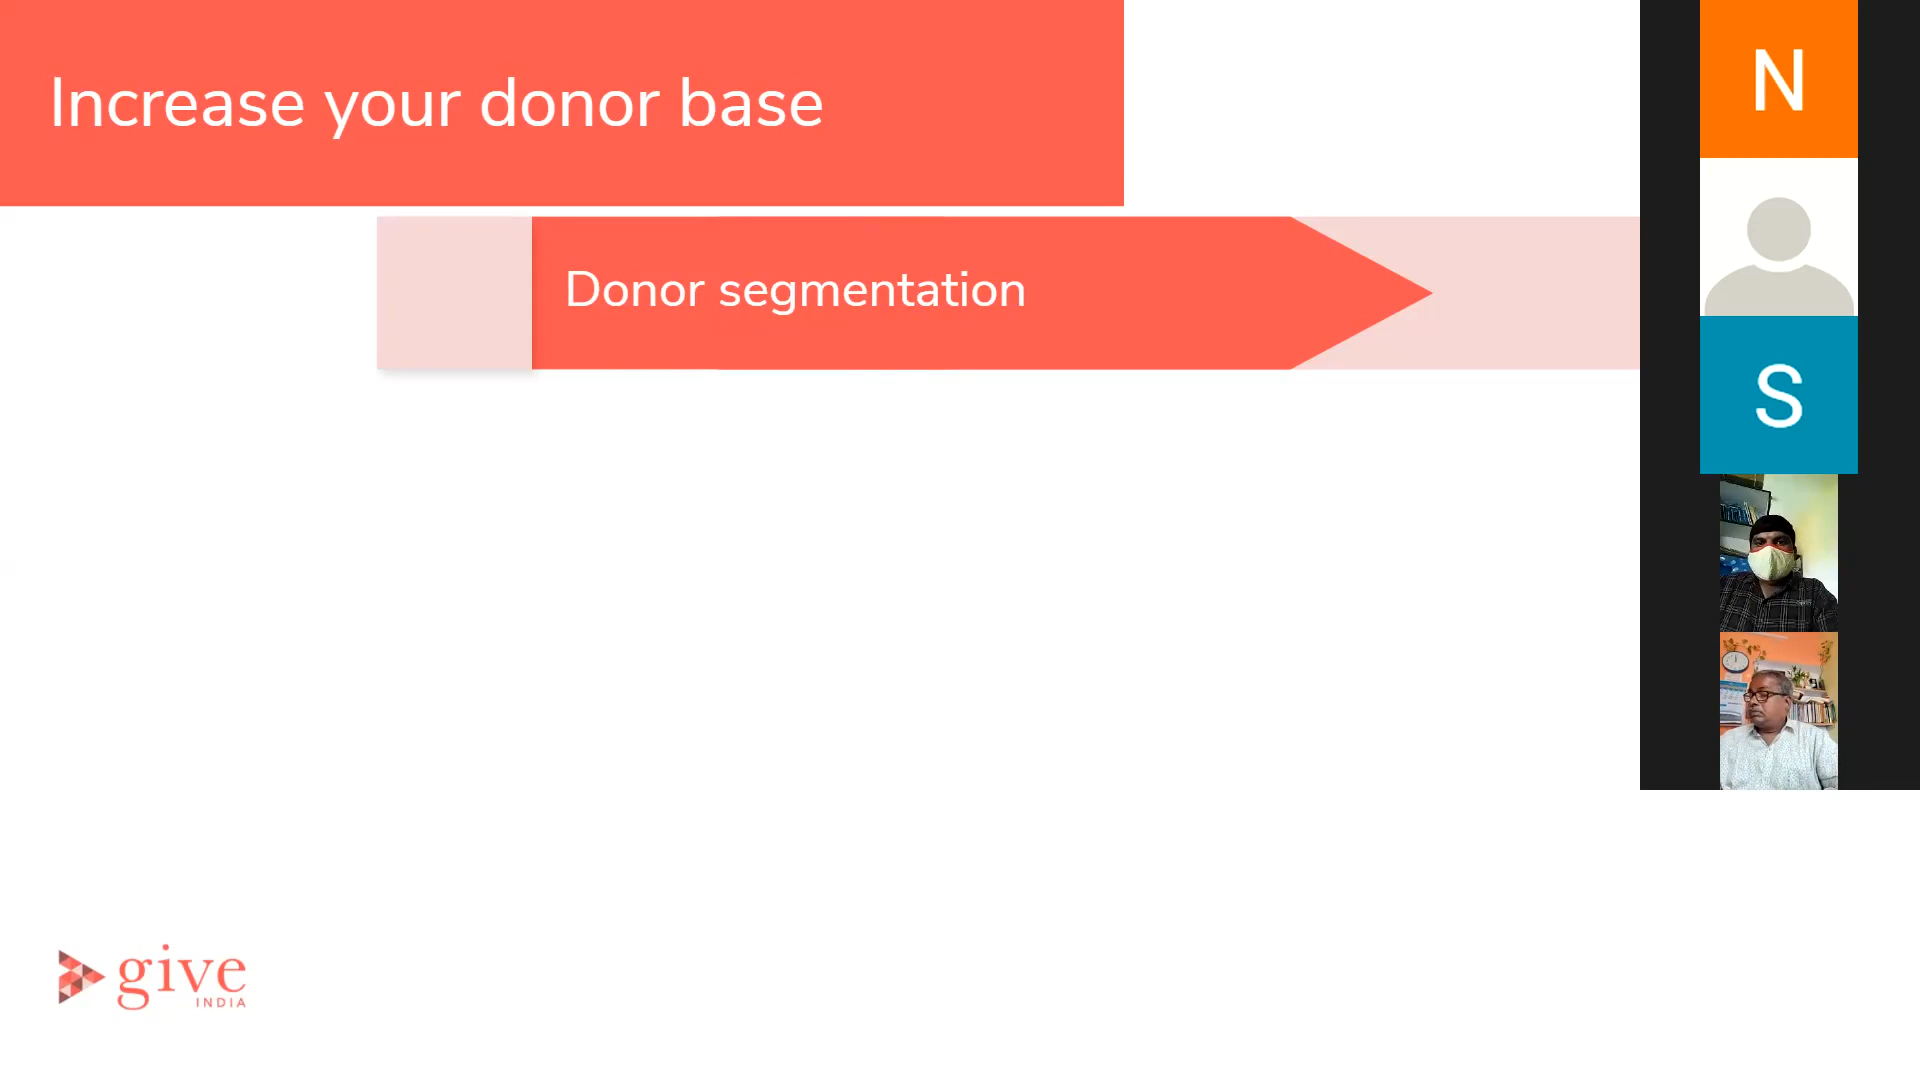 Increase your donor base
N
Donor segmentation
S
give
INDIA